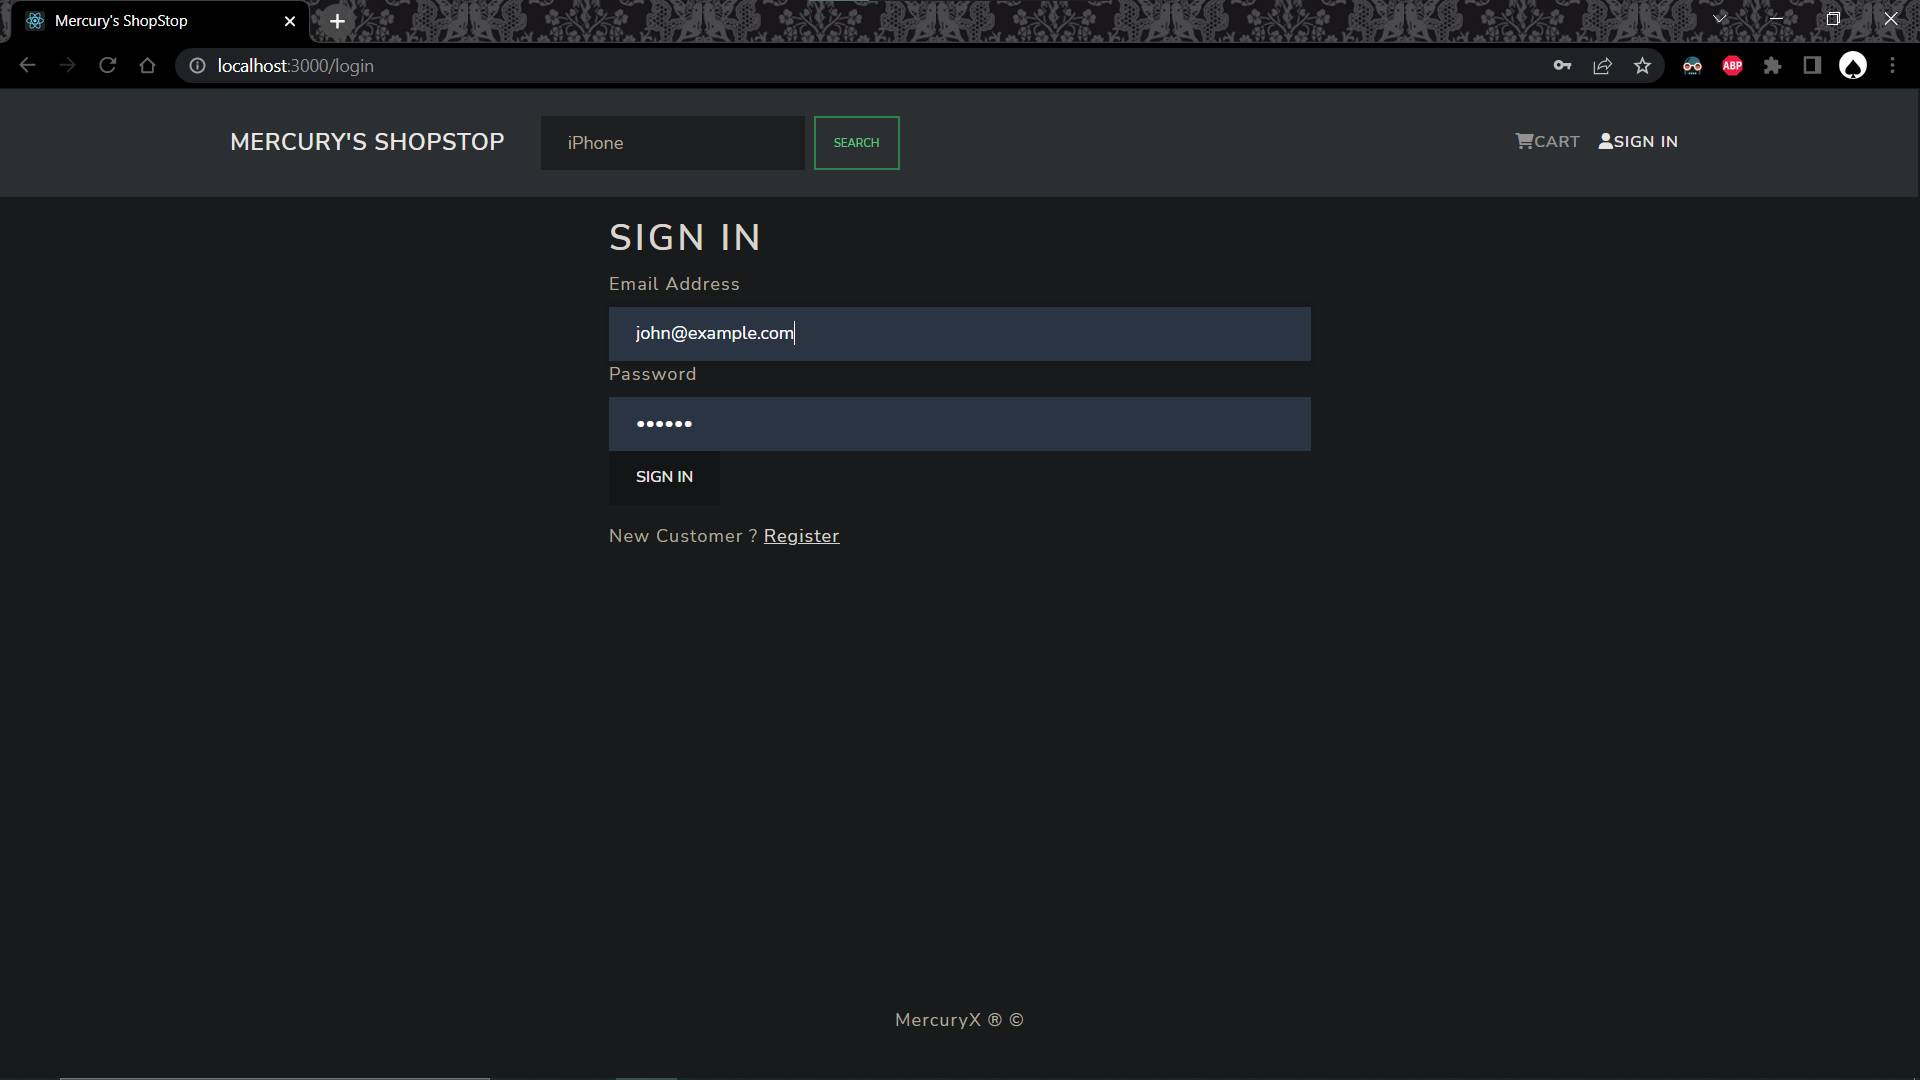 Mercury's ShopStop
localhost:3000/login
ABP
MERCURY'S SHOPSTOP
iPhone
SEARCH
CART
SIGN IN
SIGN IN
Email Address
john@example.com
Password
••••••
SIGN IN
New Customer ? Register
MercuryX ® ©